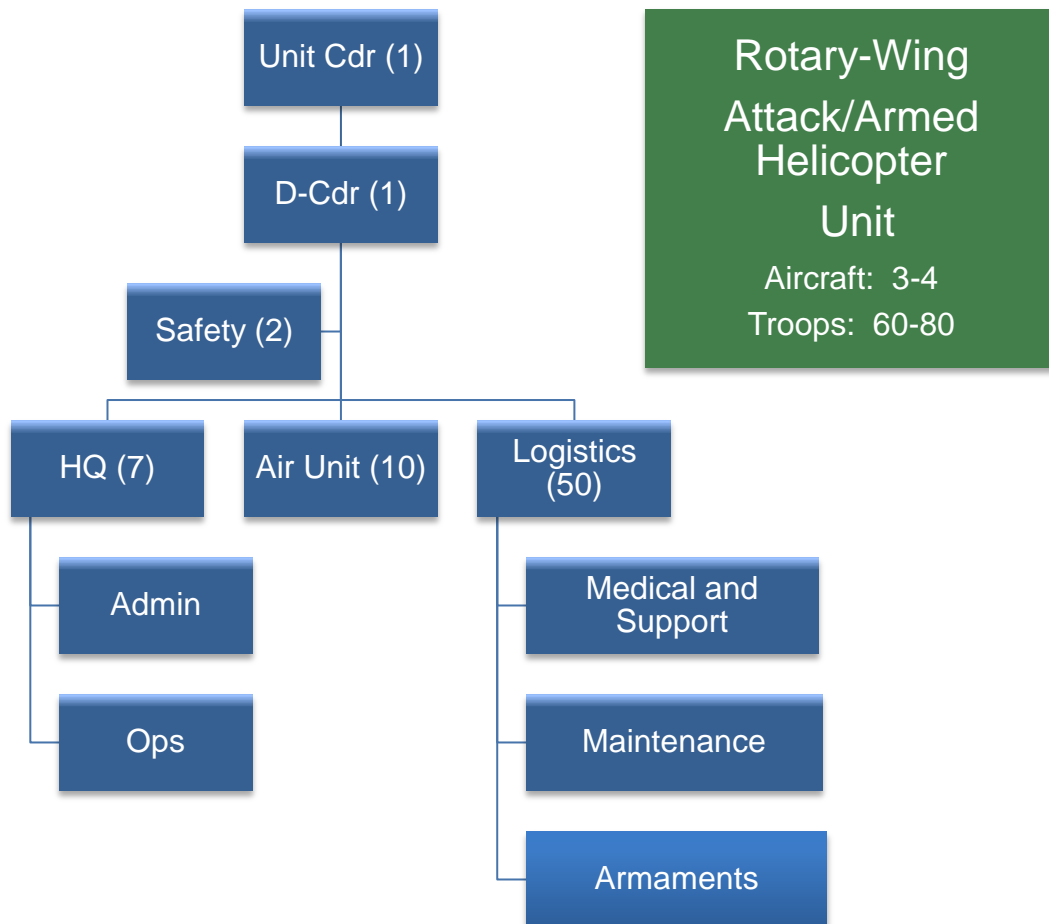 Unit Cdr (1)
D-Cdr (1)
Safety (2)
HQ (7)
Air Unit (10)
Logistics
(50)
Admin
Ops
Medical and
Support
Maintenance
Armaments
Rotary-Wing
Attack/Armed
Helicopter
Unit
Aircraft: 3-4
Troops: 60-80